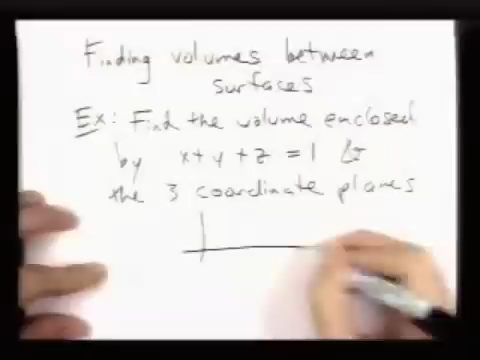 Finding volumes between
surfaces
Ex: Find the volume enclosed
by x+y+z=1 &
the 3 coordinate planes